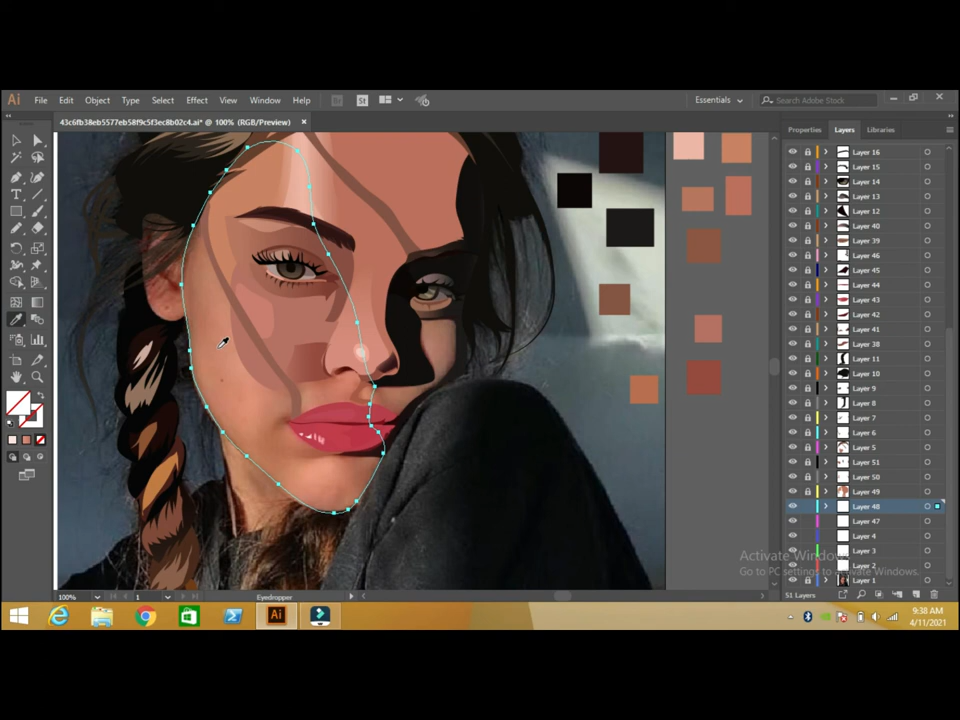 Ai File Edit Object Type Select Effect View Window Help Br St Essentials Search Adobe Stock
43c6fb38eb5577eb58f9c5f3ec8b02c4.ai* @ 100% (RGB/Preview)
Properties Layers Libraries
Layer 16
Layer 15
Layer 14
Layer 13
Layer 12
Layer 40
Layer 39
Layer 46
Layer 45
Layer 44
Layer 43
Layer 42
Layer 41
Layer 38
Layer 11
Layer 10
Layer 9
Layer 8
Layer 7
Layer 6
Layer 5
Layer 51
Layer 50
Layer 49
Layer 48
Layer 47
Layer 4
Layer 3
Layer 2
Layer 1
Activate Windows
Go to PC settings to activate Windows.
100% 1 Eyedropper 51 Layers
Ai
9:38 AM
4/11/2021